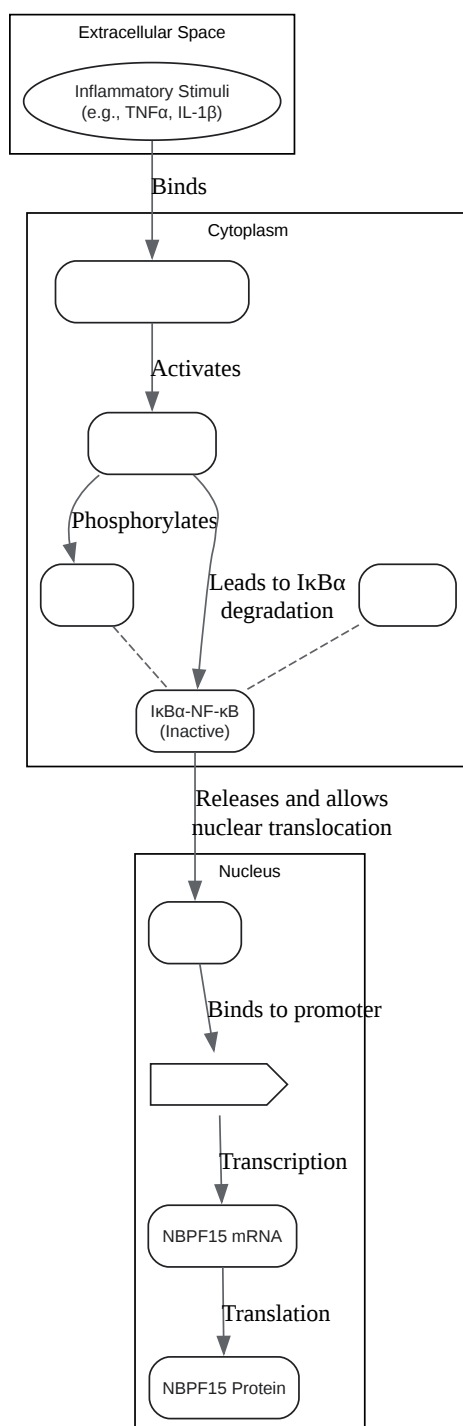 Extracellular Space
Inflammatory Stimuli
(e.g., TNFα, IL-1β)
Binds
Cytoplasm
Activates
Phosphorylates
Leads to IκBα
degradation
IκBα-NF-κB
(Inactive)
Releases and allows
nuclear translocation
Nucleus
Binds to promoter
Transcription
NBPF15 mRNA
Translation
NBPF15 Protein